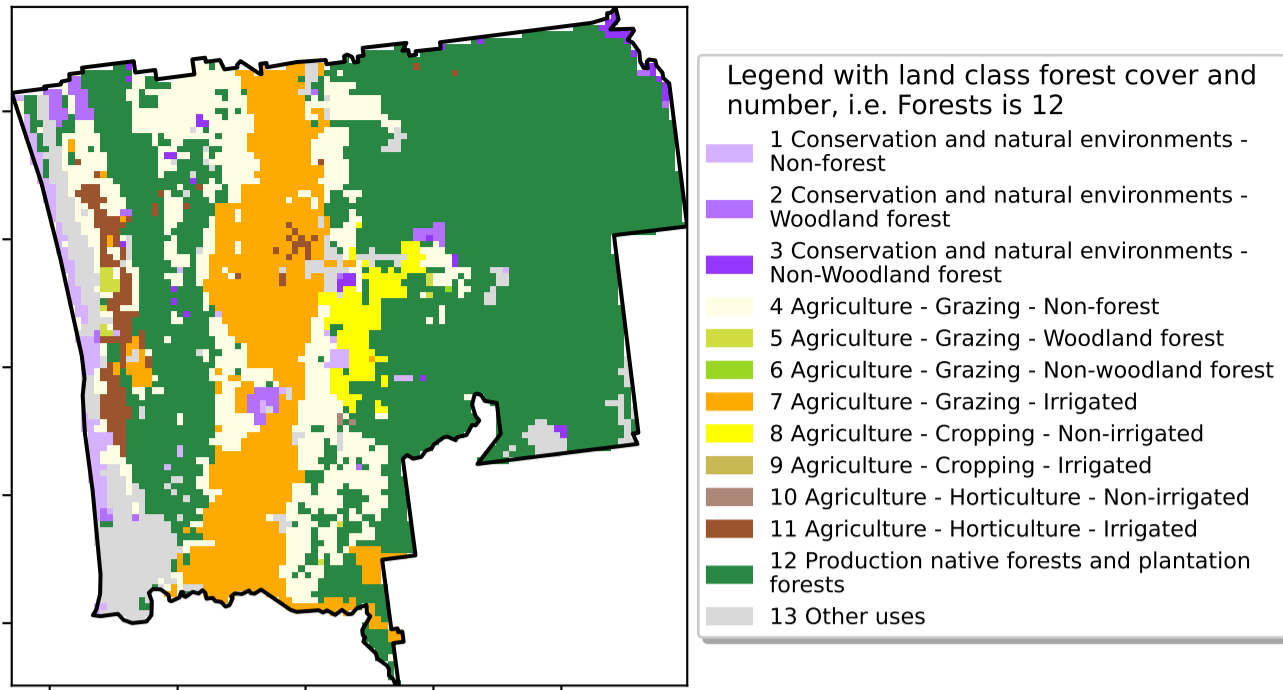 Legend with land class forest cover and
number, i.e. Forests is 12
1 Conservation and natural environments -
Non-forest
2 Conservation and natural environments -
Woodland forest
3 Conservation and natural environments -
Non-Woodland forest
4 Agriculture - Grazing - Non-forest
5 Agriculture - Grazing - Woodland forest
6 Agriculture - Grazing - Non-woodland forest
7 Agriculture - Grazing - Irrigated
8 Agriculture - Cropping - Non-irrigated
9 Agriculture - Cropping - Irrigated
10 Agriculture - Horticulture - Non-irrigated
11 Agriculture - Horticulture - Irrigated
12 Production native forests and plantation
forests
13 Other uses